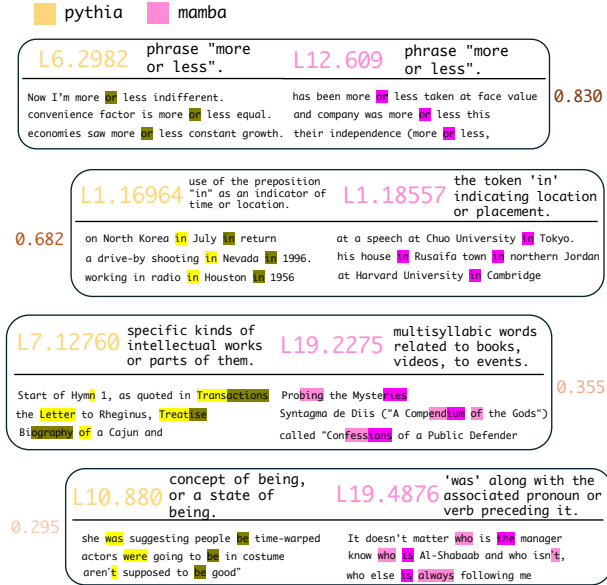 pythia mamba
L6.2982 phrase "more or less". L12.609 phrase "more or less".
Now I'm more or less indifferent.
convenience factor is more or less equal.
economies saw more or less constant growth.
has been more or less taken at face value
and company was more or less this
their independence (more or less,
0.830
0.682
L1.16964 use of the preposition "in" as an indicator of time or location.
L1.18557 the token 'in' indicating location or placement.
on North Korea in July in return
a drive-by shooting in Nevada in 1996.
working in radio in Houston in 1956
at a speech at Chuo University in Tokyo.
his house in Rusaifa town in northern Jordan
at Harvard University in Cambridge
L7.12760 specific kinds of intellectual works or parts of them.
L19.2275 multisyllabic words related to books, videos, to events.
Start of Hymn 1, as quoted in Transactions
the Letter to Rheginus, Treatise
Biography of a Cajun and
Probing the Mysteries
Syntagma de Diis ("A Compendium of the Gods")
called "Confessions of a Public Defender
0.355
0.295
L10.880 concept of being, or a state of being.
L19.4876 'was' along with the associated pronoun or verb preceding it.
she was suggesting people be time-warped
actors were going to be in costume
aren't supposed to be good"
It doesn't matter who is the manager
know who is Al-Shabaab and who isn't,
who else is always following me